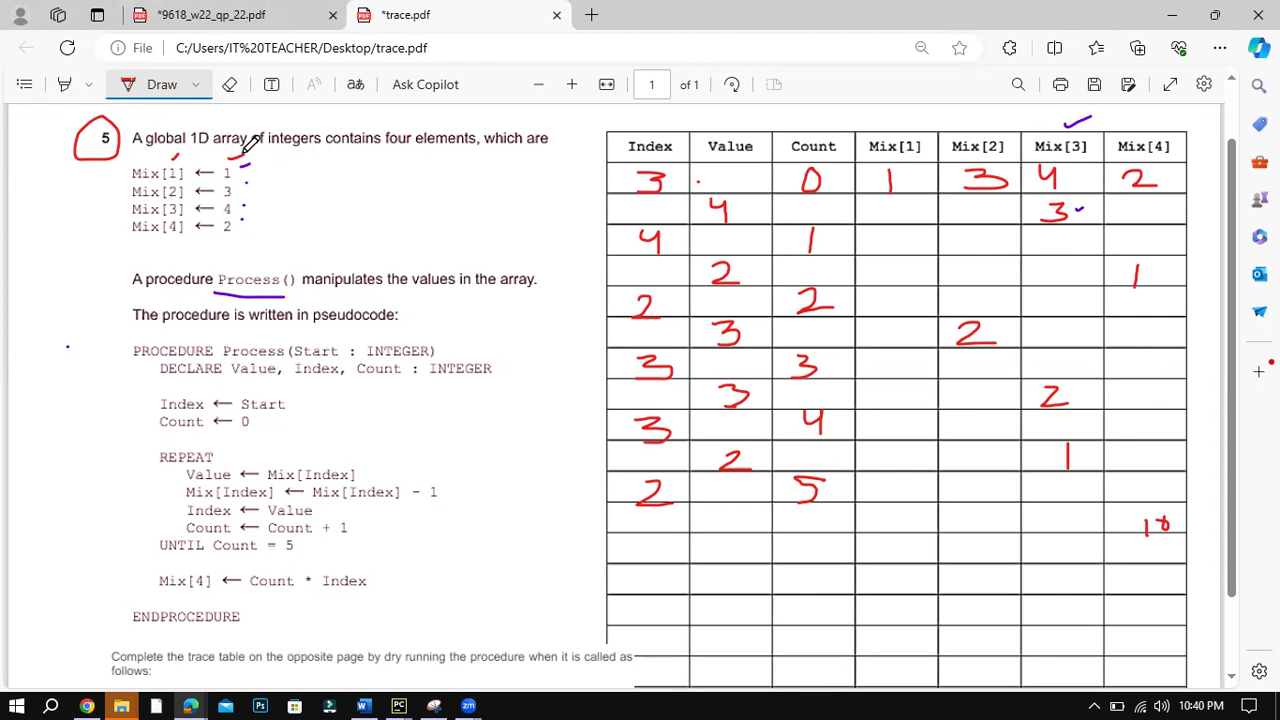 *9618_w22_qp_22.pdf
*trace.pdf
File
C:/Users/IT%20TEACHER/Desktop/trace.pdf
Draw
Ask Copilot
1
of 1
5 A global 1D array of integers contains four elements, which are
Mix[1] ← 1
Mix[2] ← 3
Mix[3] ← 4
Mix[4] ← 2
A procedure Process() manipulates the values in the array.
The procedure is written in pseudocode:
PROCEDURE Process(Start : INTEGER)
DECLARE Value, Index, Count : INTEGER
Index ← Start
Count ← 0
REPEAT
Value ← Mix[Index]
Mix[Index] ← Mix[Index] - 1
Index ← Value
Count ← Count + 1
UNTIL Count = 5
Mix[4] ← Count * Index
ENDPROCEDURE
Complete the trace table on the opposite page by dry running the procedure when it is called as
follows:
Index Value Count Mix[1] Mix[2] Mix[3] Mix[4]
3 0 1 3 4 2
4 3
4 1
2 1
2 2
3 2
3 3
3 2
3 4
2 1
2 5
10
10:40 PM